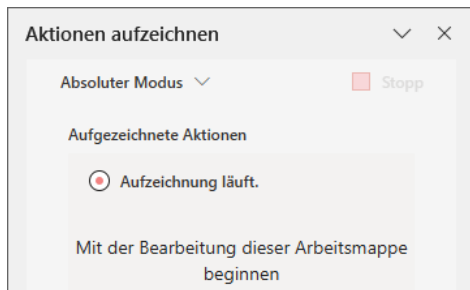 Aktionen aufzeichnen
Absoluter Modus
Stopp
Aufgezeichnete Aktionen
Aufzeichnung läuft.
Mit der Bearbeitung dieser Arbeitsmappe
beginnen